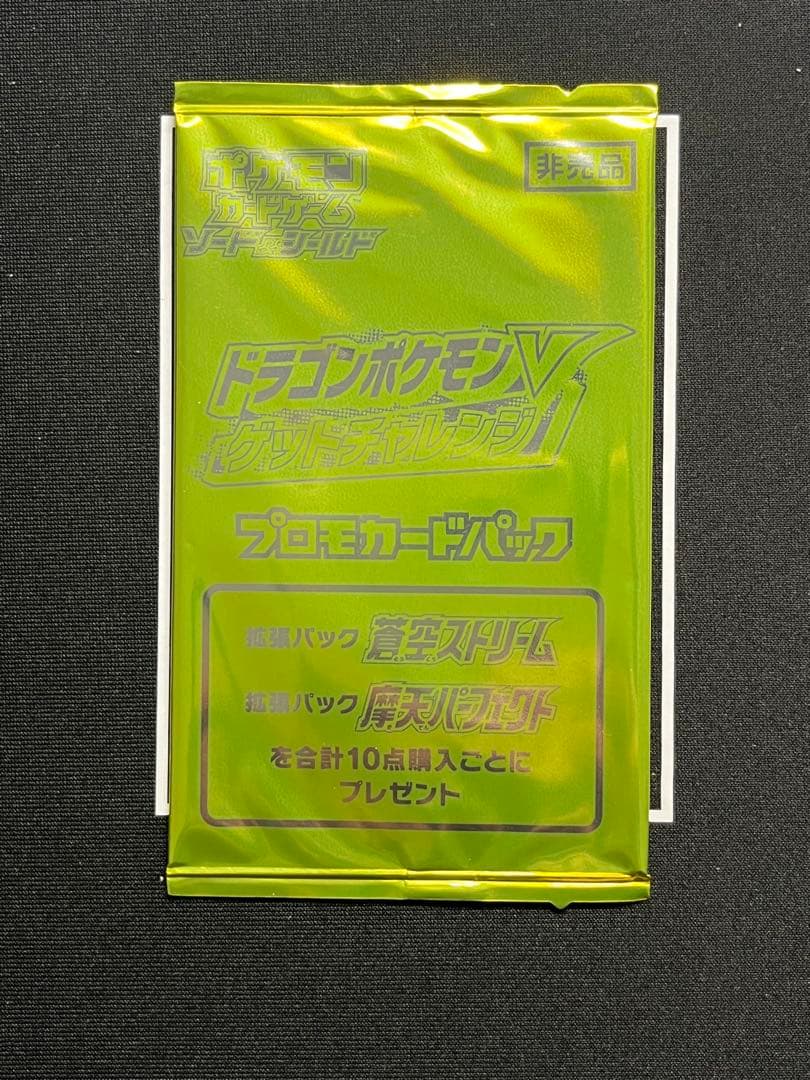 ポケモン
カードゲーム
ソード&シールド
非売品
ドラゴンポケモンV
ゲットチャレンジ
プロモカードパック
拡張パック 蒼空ストリーム
拡張パック 摩天パーフェクト
を合計10点購入ごとに
プレゼント